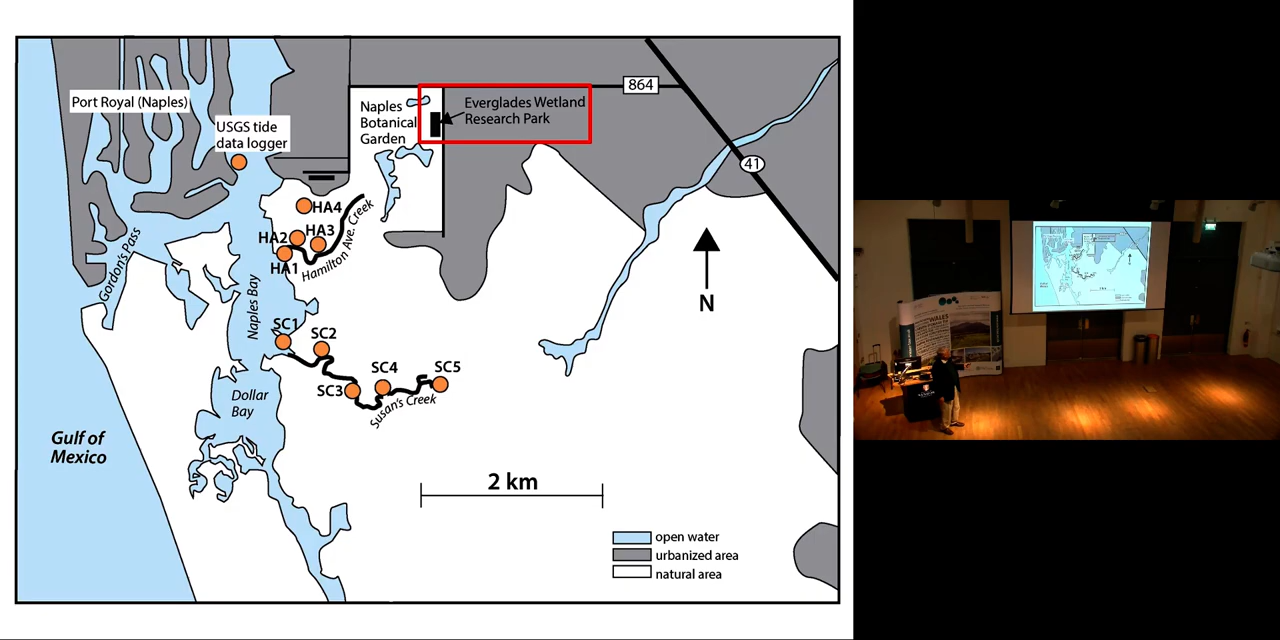 864
Port Royal (Naples)
Everglades Wetland
Research Park
Naples
Botanical
Garden
USGS tide
data logger
41
HA4
HA3
HA2
HA1
Hamilton Ave. Creek
Gordon's Pass
Naples Bay
N
SC1
SC2
SC3
SC4
SC5
Susan's Creek
Dollar
Bay
Gulf of
Mexico
2 km
open water
urbanized area
natural area
WALES